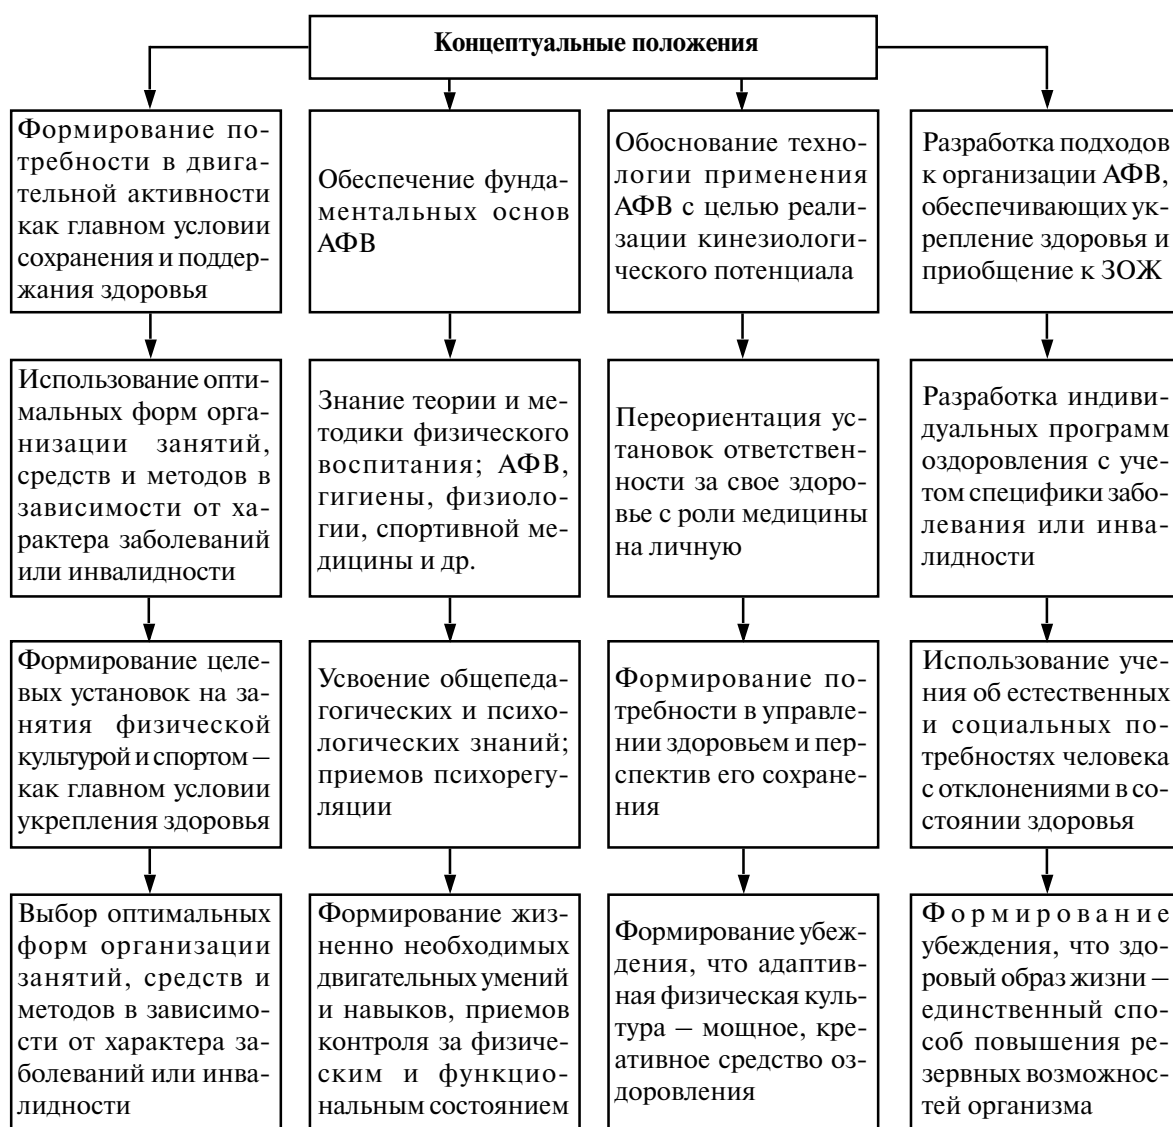 Концептуальные положения
Формирование по-
требности в двига-
тельной активности
как главном условии
сохранения и поддер-
жания здоровья
Обеспечение фунда-
ментальных основ
АФВ
Обоснование техно-
логии применения
АФВ с целью реали-
зации кинезиологи-
ческого потенциала
Разработка подходов
к организации АФВ,
обеспечивающих ук-
репление здоровья и
приобщение к ЗОЖ
Использование опти-
мальных форм орга-
низации занятий,
средств и методов в
зависимости от ха-
рактера заболеваний
или инвалидности
Знание теории и ме-
тодики физического
воспитания; АФВ,
гигиены, физиоло-
гии, спортивной ме-
дицины и др.
Переориентация ус-
тановок ответствен-
ности за свое здоро-
вье с роли медицины
на личную
Разработка индиви-
дуальных программ
оздоровления с уче-
том специфики забо-
левания или инва-
лидности
Формирование целе-
вых установок на за-
нятия физической
культурой и спортом –
как главном условии
укрепления здоровья
Усвоение общепеда-
гогических и психо-
логических знаний;
приемов психорегу-
ляции
Формирование по-
требности в управле-
нии здоровьем и пер-
спектив его сохране-
ния
Использование уче-
ния об естественных
и социальных по-
требностях человека
с отклонениями в со-
стоянии здоровья
Выбор оптимальных
форм организации
занятий, средств и
методов в зависимо-
сти от характера за-
болеваний или инва-
лидности
Формирование жиз-
ненно необходимых
двигательных умений
и навыков, приемов
контроля за физиче-
ским и функцио-
нальным состоянием
Формирование убеж-
дения, что адаптив-
ная физическая куль-
тура – мощное, кре-
ативное средство оз-
доровления
Формирование
убеждения, что здо-
ровый образ жизни –
единственный спо-
соб повышения ре-
зервных возможнос-
тей организма